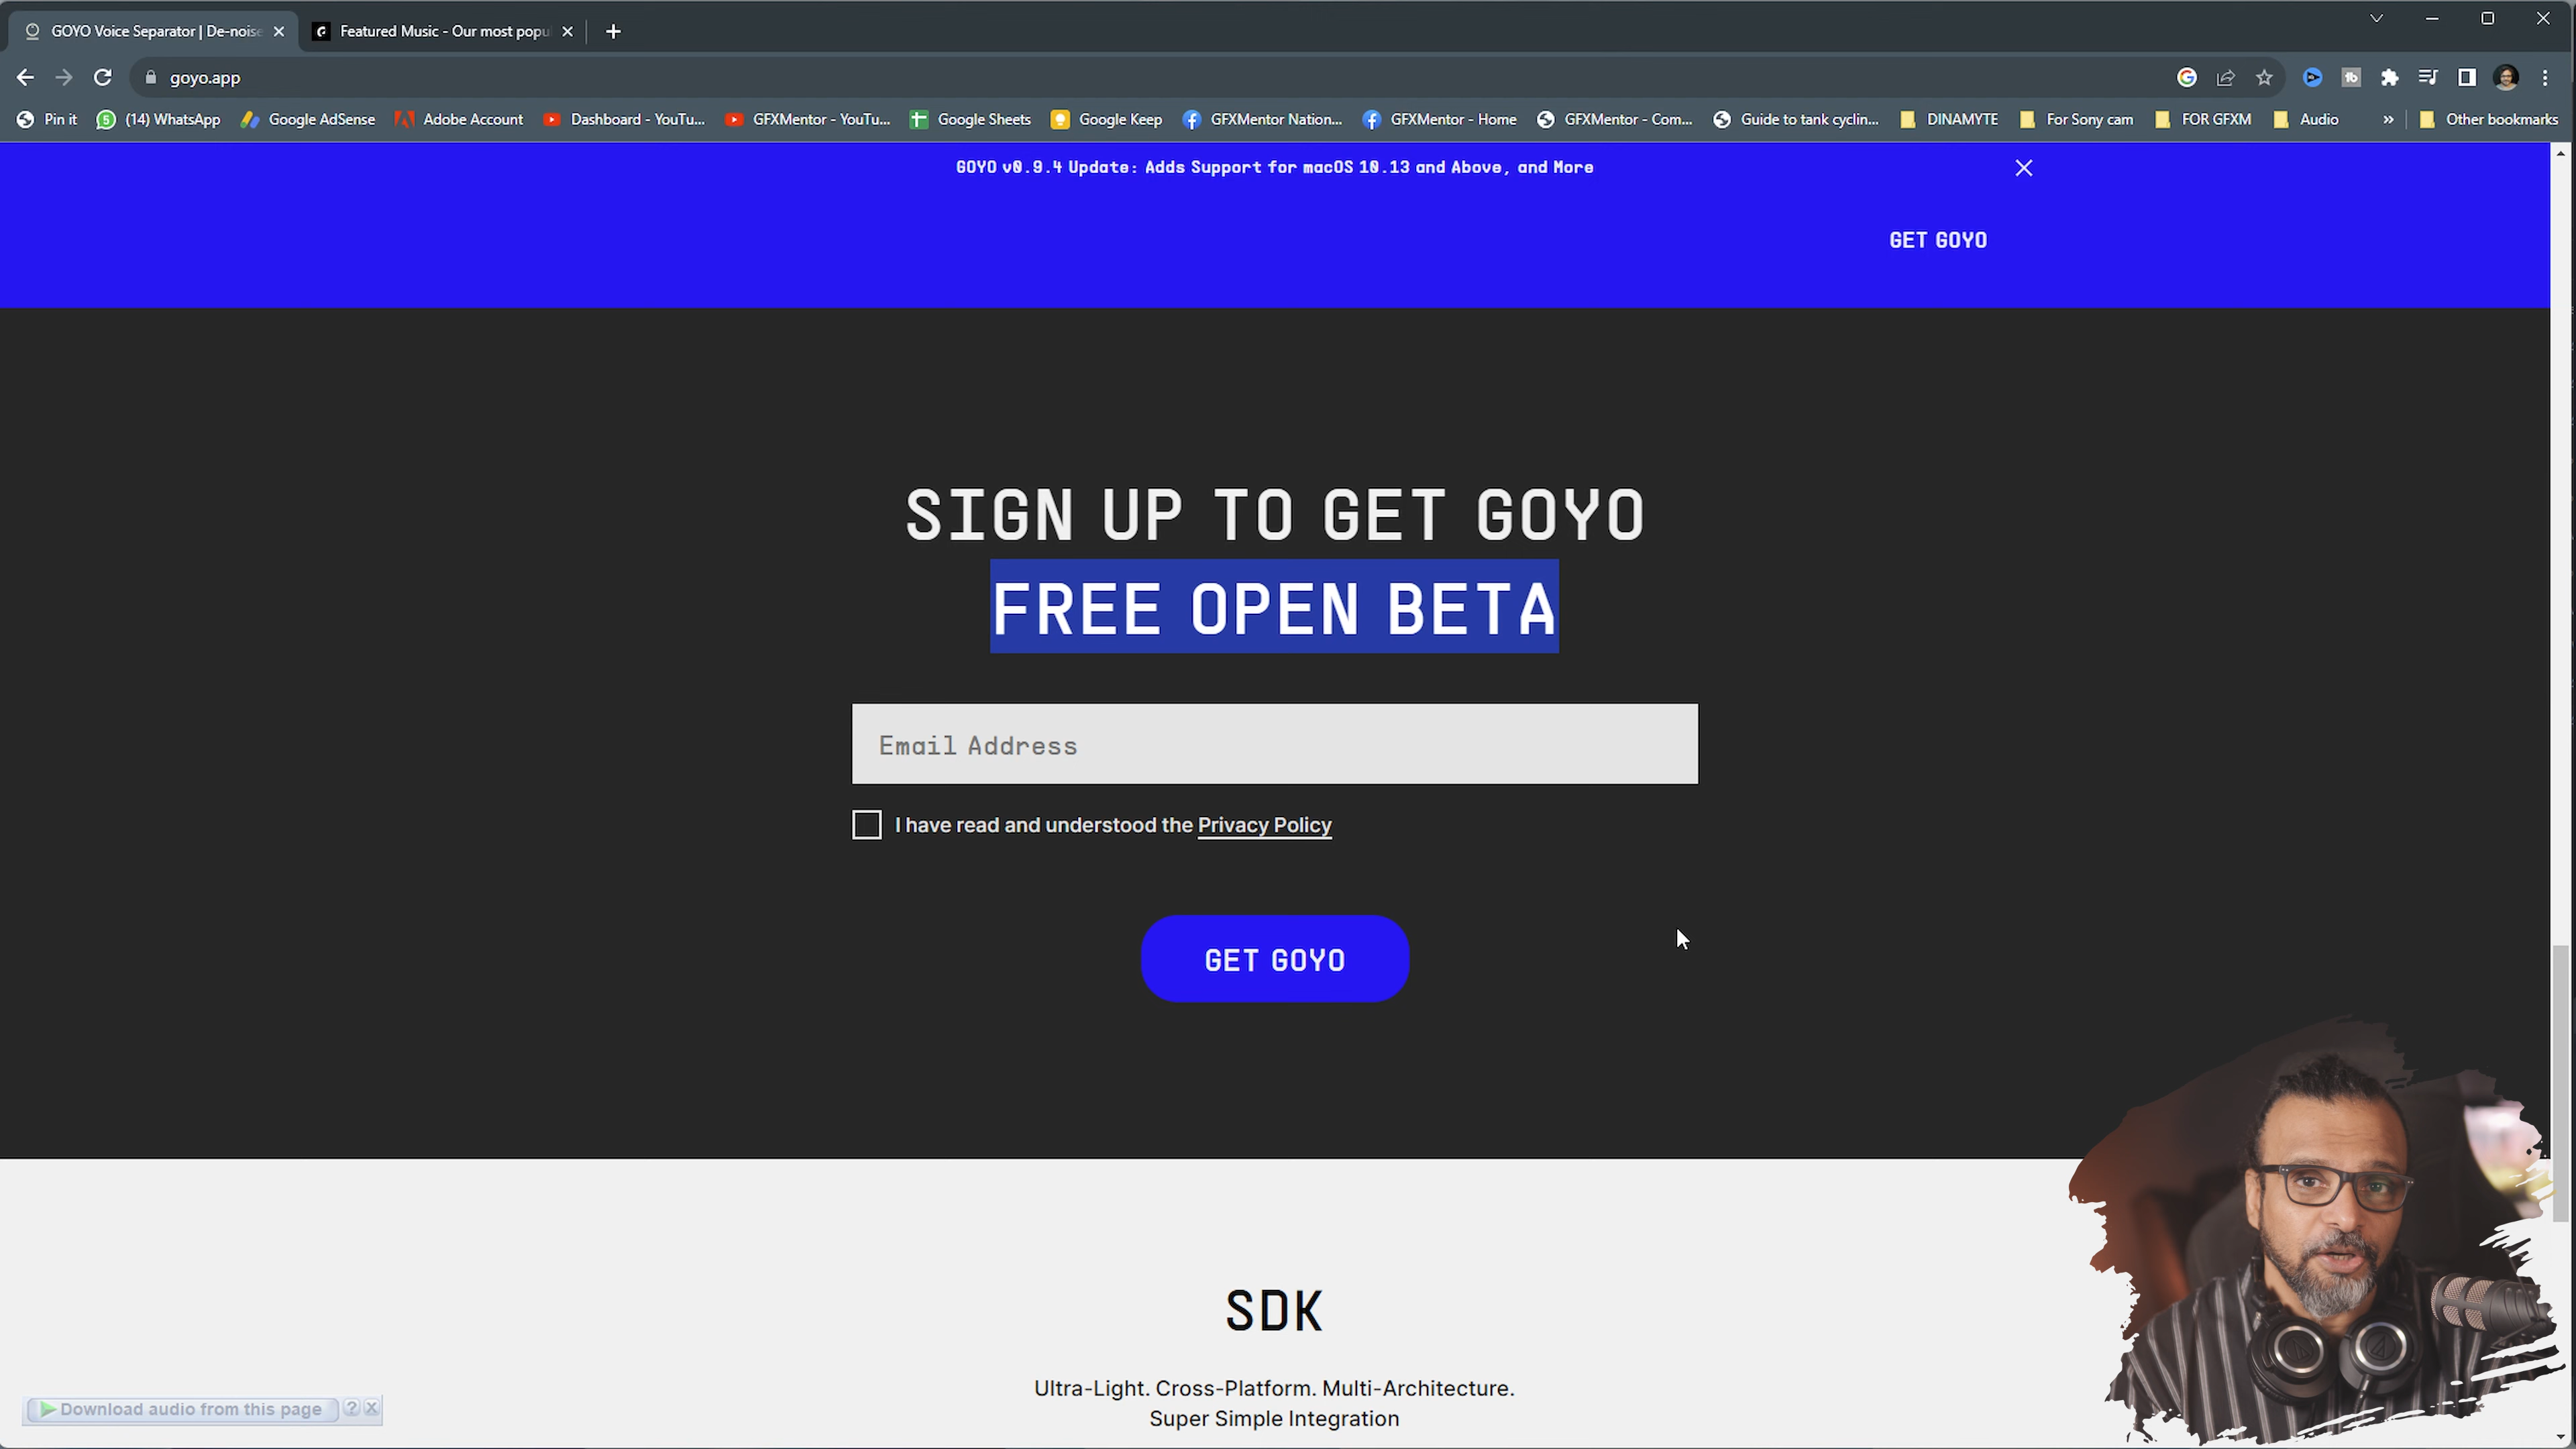 GOYO Voice Separator | De-noise
Featured Music - Our most popu
goyo.app
Pin it
(14) WhatsApp
Google AdSense
Adobe Account
Dashboard - YouTu...
GFXMentor - YouTu...
Google Sheets
Google Keep
GFXMentor Nation...
GFXMentor - Home
GFXMentor - Com...
Guide to tank cyclin...
DINAMYTE
For Sony cam
FOR GFXM
Audio
»
Other bookmarks
GOYO v0.9.4 Update: Adds Support for macOS 10.13 and Above, and More
GET GOYO
SIGN UP TO GET GOYO
FREE OPEN BETA
Email Address
I have read and understood the Privacy Policy
GET GOYO
SDK
Ultra-Light. Cross-Platform. Multi-Architecture.
Super Simple Integration
Download audio from this page ? X